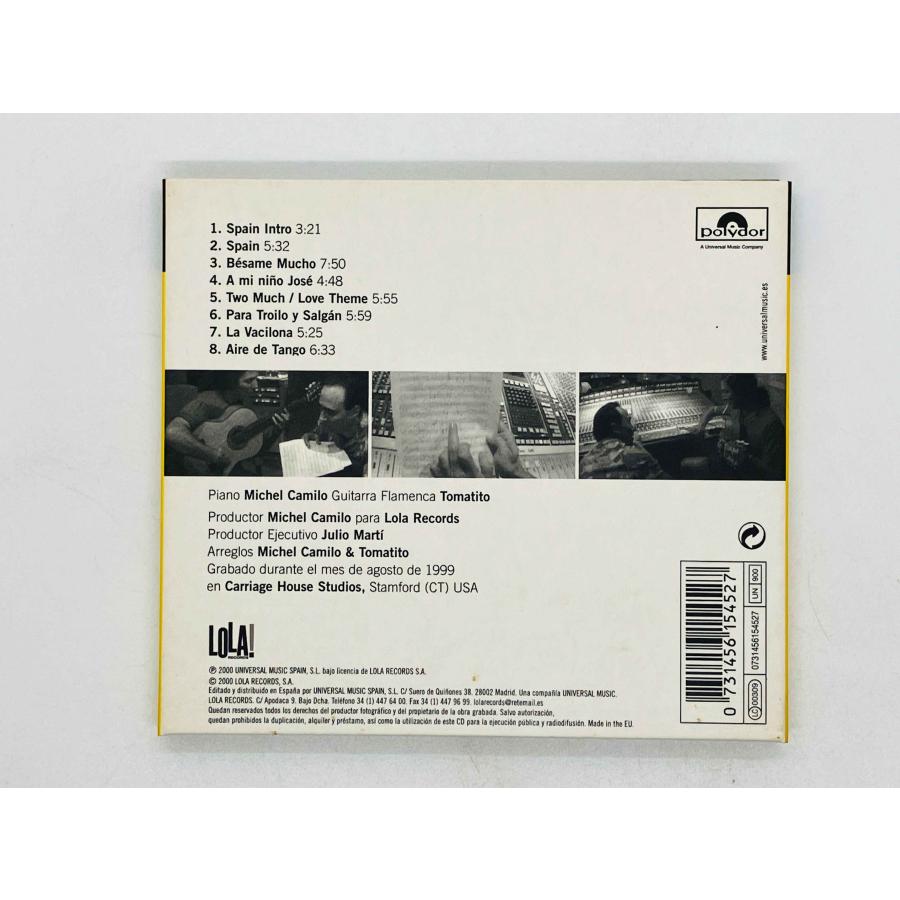 1. Spain Intro 3:21
2. Spain 5:32
3. Bésame Mucho 7:50
4. A mi niño José 4:48
5. Two Much / Love Theme 5:55
6. Para Troilo y Salgán 5:59
7. La Vacilona 5:25
8. Aire de Tango 6:33
polydor
A Universal Music Company
www.universalmusic.es
Piano Michel Camilo Guitarra Flamenca Tomatito
Productor Michel Camilo para Lola Records
Productor Ejecutivo Julio Martí
Arreglos Michel Camilo & Tomatito
Grabado durante el mes de agosto de 1999
en Carriage House Studios, Stamford (CT) USA
LOLA!
RECORDS
℗ 2000 UNIVERSAL MUSIC SPAIN, S.L. bajo licencia de LOLA RECORDS S.A.
© 2000 LOLA RECORDS, S.A.
Editado y distribuido en España por UNIVERSAL MUSIC SPAIN, S.L. C/ Suero de Quiñones 38. 28002 Madrid. Una compañía UNIVERSAL MUSIC.
LOLA RECORDS. C/ Apodaca 9. Bajo Dcha. Teléfono 34 (1) 447 64 00. Fax 34 (1) 447 96 99. lolarecords@retemail.es
Quedan reservados todos los derechos del productor fotográfico y del propietario de la obra grabada. Salvo autorización,
quedan prohibidos la duplicación, alquiler y préstamo, así como la utilización de este CD para la ejecución pública y radiodifusión. Made in the EU.
0 731456 154527
UN 900
0731456154527
LC 00309